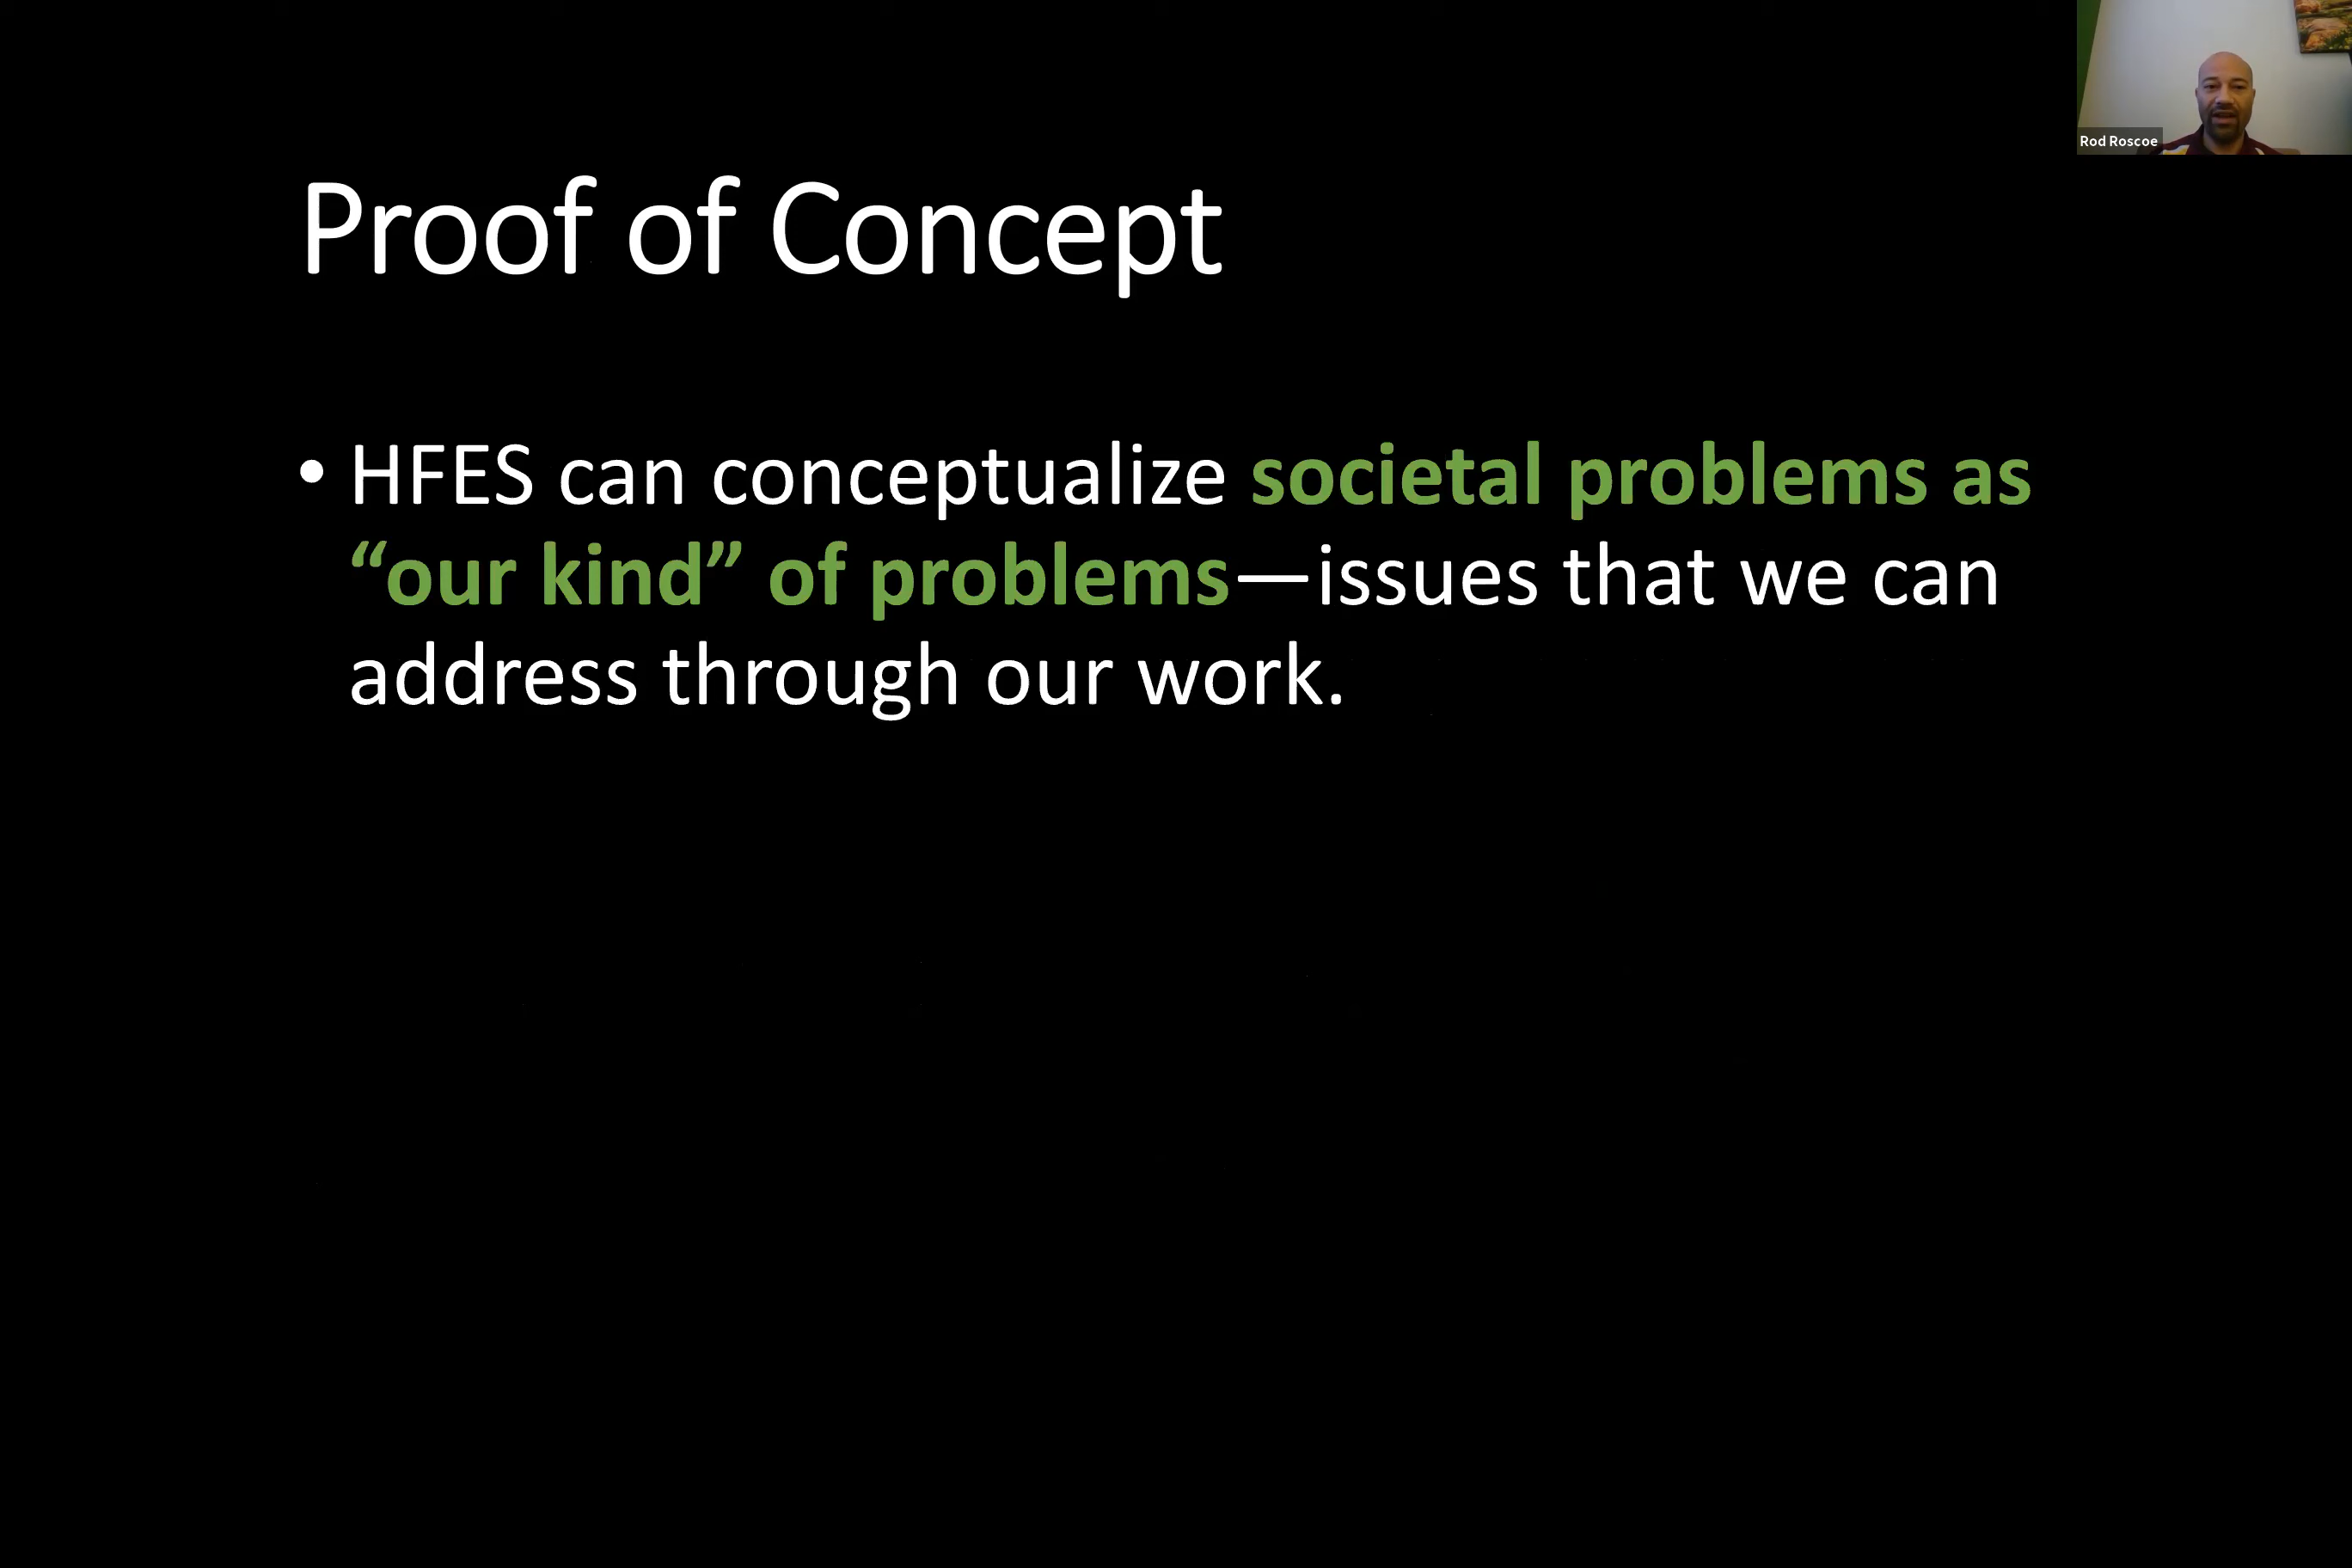 Rod Roscoe
Proof of Concept
• HFES can conceptualize societal problems as
“our kind” of problems—issues that we can
address through our work.